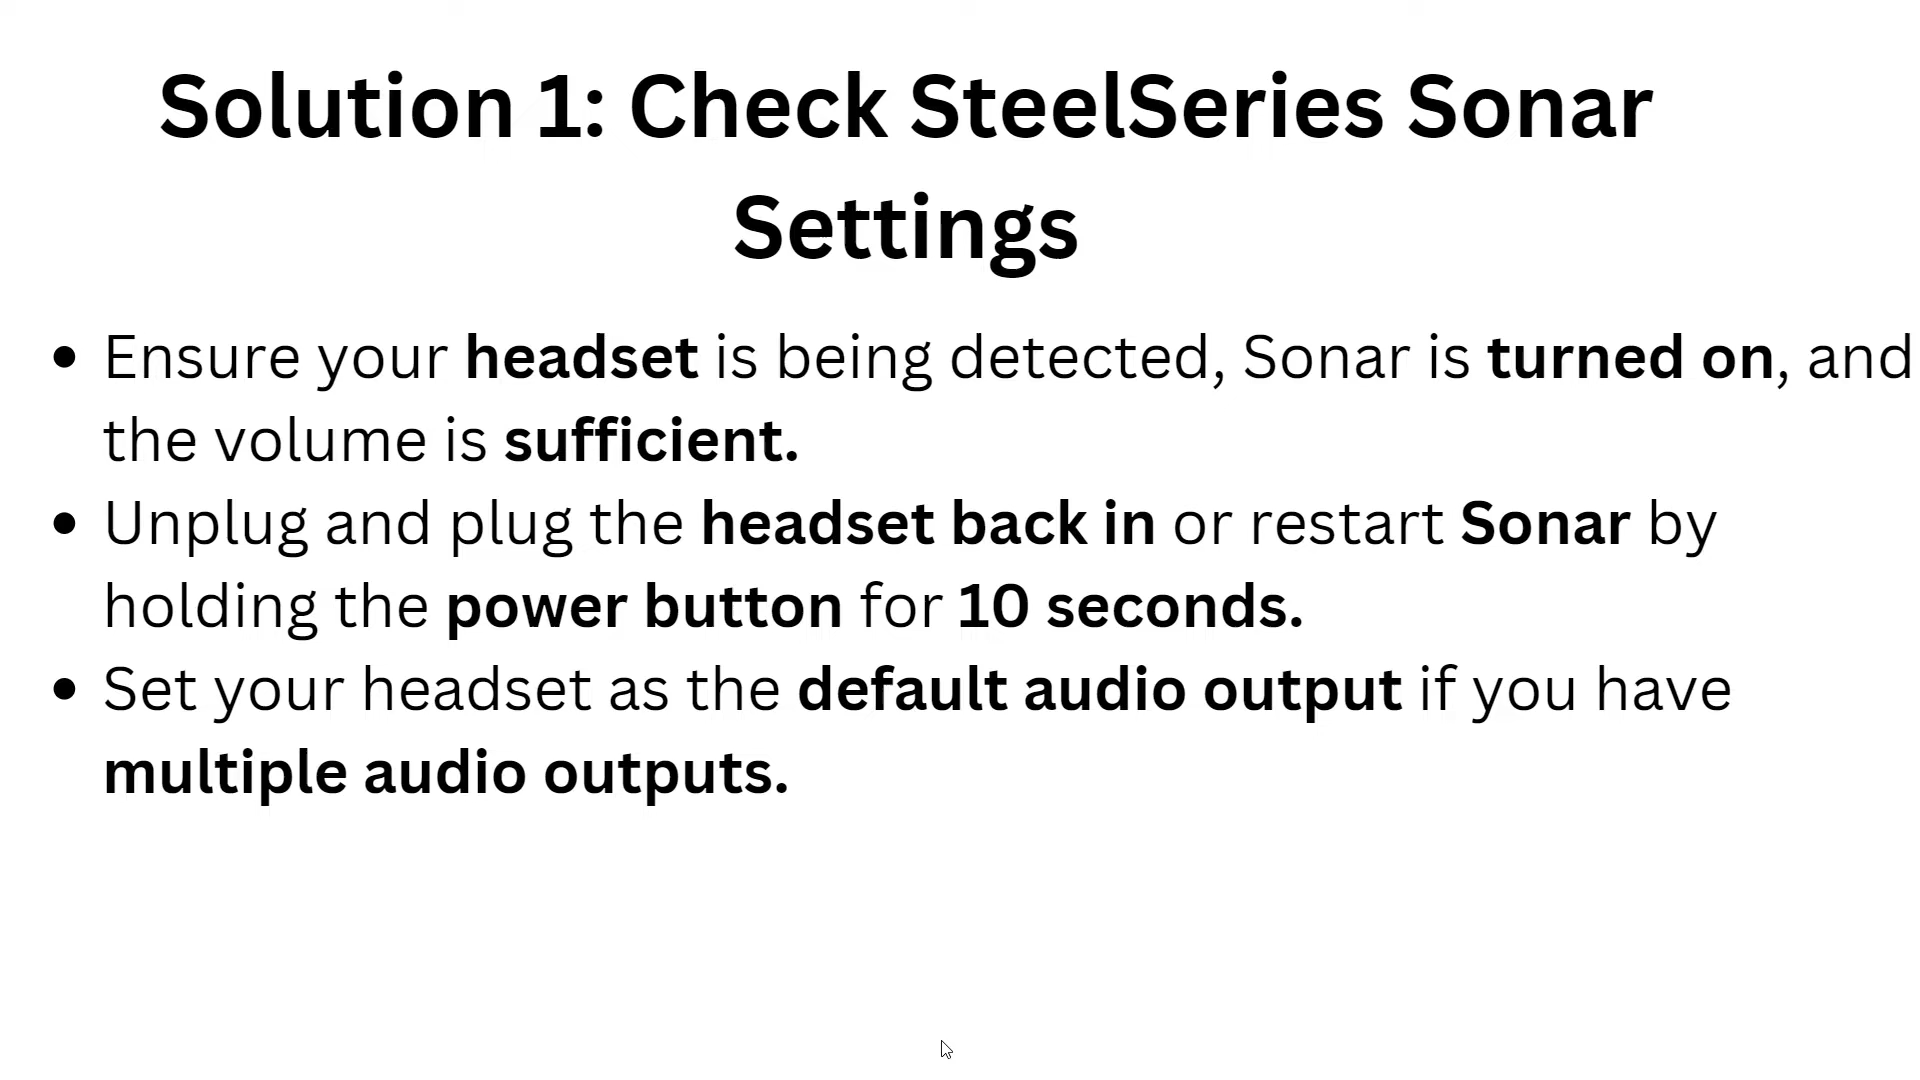 Solution 1: Check SteelSeries Sonar
Settings
• Ensure your headset is being detected, Sonar is turned on, and
the volume is sufficient.
• Unplug and plug the headset back in or restart Sonar by
holding the power button for 10 seconds.
• Set your headset as the default audio output if you have
multiple audio outputs.